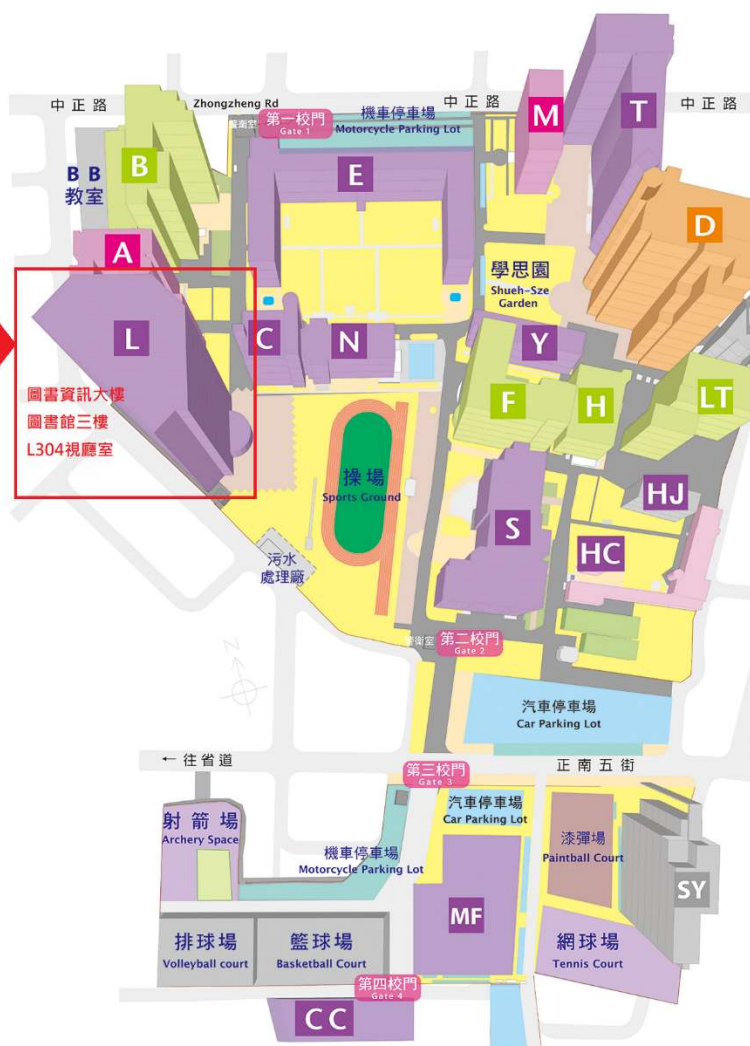 中正路
Zhongzheng Rd
機車停車場
Motorcycle Parking Lot
中正路
中正路
警衛室
第一校門
Gate 1
M
T
B
B B
教室
E
A
D
學思園
Shueh-Sze
Garden
L
C
N
Y
F
H
LT
圖書資訊大樓
圖書館三樓
L304視廳室
操場
Sports Ground
HJ
S
HC
污水
處理廠
警衛室
第二校門
Gate 2
Z
汽車停車場
Car Parking Lot
← 往省道
正南五街
第三校門
Gate 3
射箭場
Archery Space
汽車停車場
Car Parking Lot
漆彈場
Paintball Court
機車停車場
Motorcycle Parking Lot
SY
MF
排球場
Volleyball court
籃球場
Basketball Court
網球場
Tennis Court
第四校門
Gate 4
CC